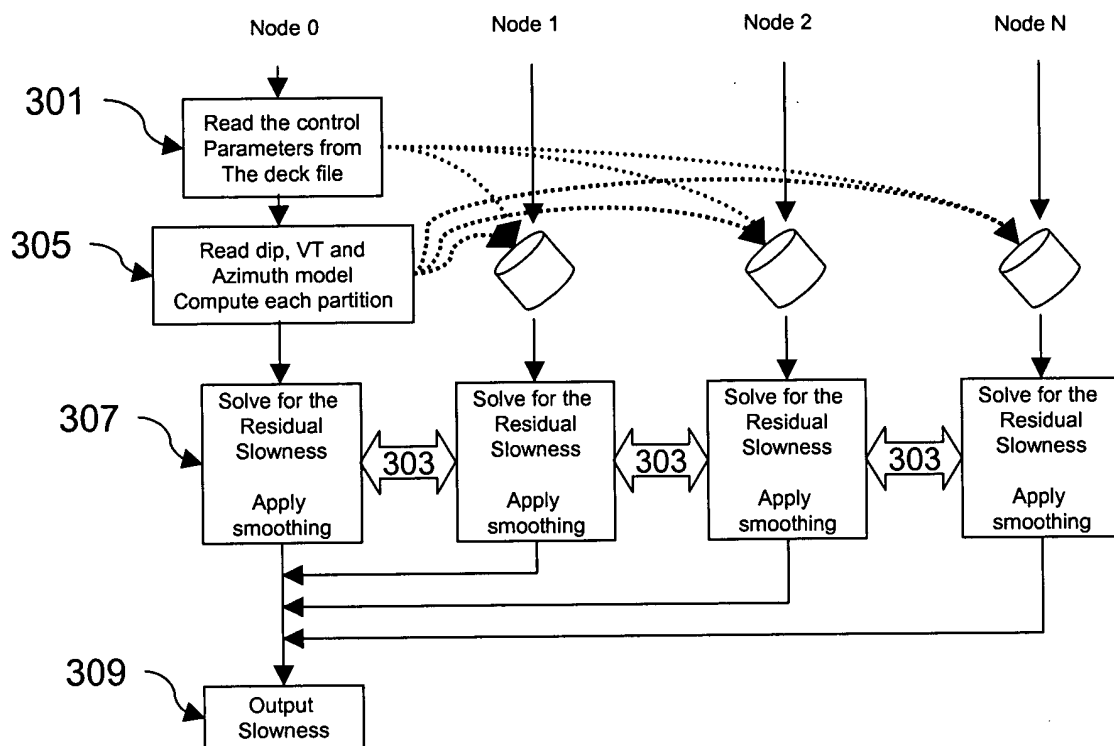 Node 0
Node 1
Node 2
Node N
301
Read the control
Parameters from
The deck file
305
Read dip, VT and
Azimuth model
Compute each partition
307
Solve for the
Residual
Slowness
Apply
smoothing
303
Solve for the
Residual
Slowness
Apply
smoothing
303
Solve for the
Residual
Slowness
Apply
smoothing
303
Solve for the
Residual
Slowness
Apply
smoothing
309
Output
Slowness